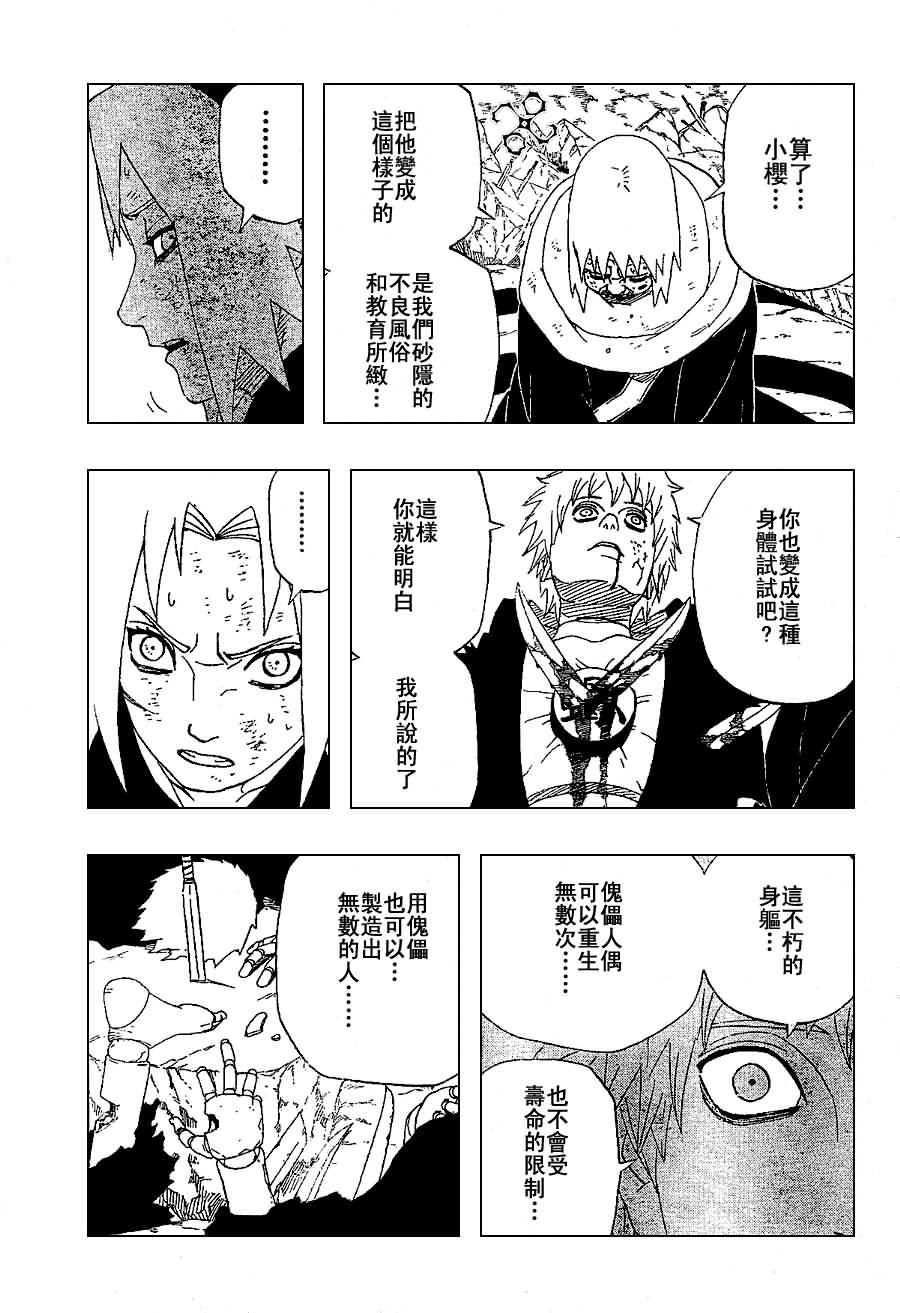 算了…
小櫻…
把他變成
這個樣子的
是我們砂隱的
不良風俗
和教育所緻…
………
你也變成這種
身體試試吧？
這樣
你就能明白
我所說的了
………
這不朽的
身軀…
傀儡人偶
可以重生
無數次……
也不會受
壽命的限制…
用傀儡
也可以…
製造出
無數的人……